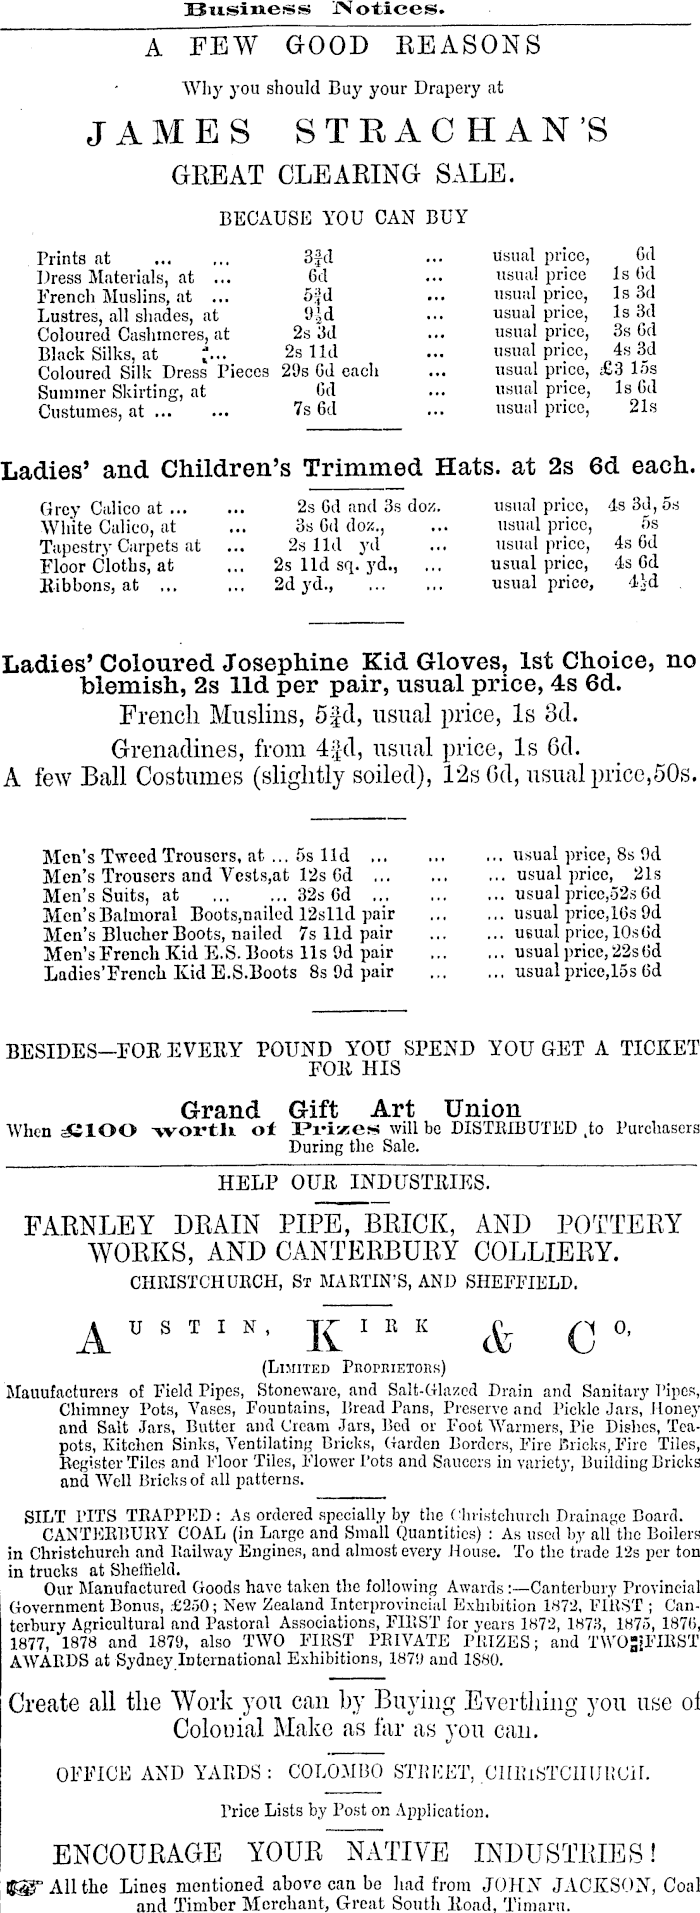 Business Notices.
A FEW GOOD REASONS
Why you should Buy your Drapery at
JAMES STRACHAN'S
GREAT CLEARING SALE.
BECAUSE YOU CAN BUY
Prints at ... ... 3¾d ... usual price, 6d
Dress Materials, at ... 6d ... usual price 1s 6d
French Muslins, at ... 5¾d ... usual price, 1s 3d
Lustres, all shades, at 9½d ... usual price, 1s 3d
Coloured Cashmeres, at 2s 3d ... usual price, 3s 6d
Black Silks, at ... 2s 11d ... usual price, 4s 3d
Coloured Silk Dress Pieces 29s 6d each ... usual price, £3 15s
Summer Skirting, at 6d ... usual price, 1s 6d
Custumes, at ... ... 7s 6d ... usual price, 21s
Ladies' and Children's Trimmed Hats. at 2s 6d each.
Grey Calico at ... ... 2s 6d and 3s doz. usual price, 4s 3d, 5s
White Calico, at ... 3s 6d doz., ... usual price, 5s
Tapestry Carpets at ... 2s 11d yd ... usual price, 4s 6d
Floor Cloths, at ... 2s 11d sq. yd., ... usual price, 4s 6d
Ribbons, at ... ... 2d yd., ... ... usual price, 4½d
Ladies' Coloured Josephine Kid Gloves, 1st Choice, no
blemish, 2s 11d per pair, usual price, 4s 6d.
French Muslins, 5¾d, usual price, 1s 3d.
Grenadines, from 4¾d, usual price, 1s 6d.
A few Ball Costumes (slightly soiled), 12s 6d, usual price, 50s.
Men's Tweed Trousers, at ... 5s 11d ... ... ... usual price, 8s 9d
Men's Trousers and Vests, at 12s 6d ... ... ... usual price, 21s
Men's Suits, at ... ... 32s 6d ... ... ... usual price, 52s 6d
Men's Balmoral Boots, nailed 12s11d pair ... ... usual price, 16s 9d
Men's Blucher Boots, nailed 7s 11d pair ... ... usual price, 10s 6d
Men's French Kid E.S. Boots 11s 9d pair ... ... usual price, 22s 6d
Ladies' French Kid E.S. Boots 8s 9d pair ... ... usual price, 15s 6d
BESIDES—FOR EVERY POUND YOU SPEND YOU GET A TICKET
FOR HIS
Grand Gift Art Union
When £100 worth of Prizes will be DISTRIBUTED to Purchasers
During the Sale.
HELP OUR INDUSTRIES.
FARNLEY DRAIN PIPE, BRICK, AND POTTERY
WORKS, AND CANTERBURY COLLIERY.
CHRISTCHURCH, ST MARTIN'S, AND SHEFFIELD.
AUSTIN, KIRK & CO,
(LIMITED PROPRIETORS)
Manufacturers of Field Pipes, Stoneware, and Salt-Glazed Drain and Sanitary Pipes,
Chimney Pots, Vases, Fountains, Bread Pans, Preserve and Pickle Jars, Honey
and Salt Jars, Butter and Cream Jars, Bed or Foot Warmers, Pie Dishes, Tea-
pots, Kitchen Sinks, Ventilating Bricks, Garden Borders, Fire Bricks, Fire Tiles,
Register Tiles and Floor Tiles, Flower Pots and Saucers in variety, Building Bricks
and Well Bricks of all patterns.
SILT PITS TRAPPED: As ordered specially by the Christchurch Drainage Board.
CANTERBURY COAL (in Large and Small Quantities) : As used by all the Boilers
in Christchurch and Railway Engines, and almost every House. To the trade 12s per ton
in trucks at Sheffield.
Our Manufactured Goods have taken the following Awards:—Canterbury Provincial
Government Bonus, £250; New Zealand Interprovincial Exhibition 1872, FIRST; Can-
terbury Agricultural and Pastoral Associations, FIRST for years 1872, 1873, 1875, 1876,
1877, 1878 and 1879, also TWO FIRST PRIVATE PRIZES; and TWO FIRST
AWARDS at Sydney International Exhibitions, 1879 and 1880.
Create all the Work you can by Buying Everthing you use of
Colonial Make as far as you can.
OFFICE AND YARDS: COLOMBO STREET, CHRISTCHURCH.
Price Lists by Post on Application.
ENCOURAGE YOUR NATIVE INDUSTRIES!
☞ All the Lines mentioned above can be had from JOHN JACKSON, Coal
and Timber Merchant, Great South Road, Timaru.